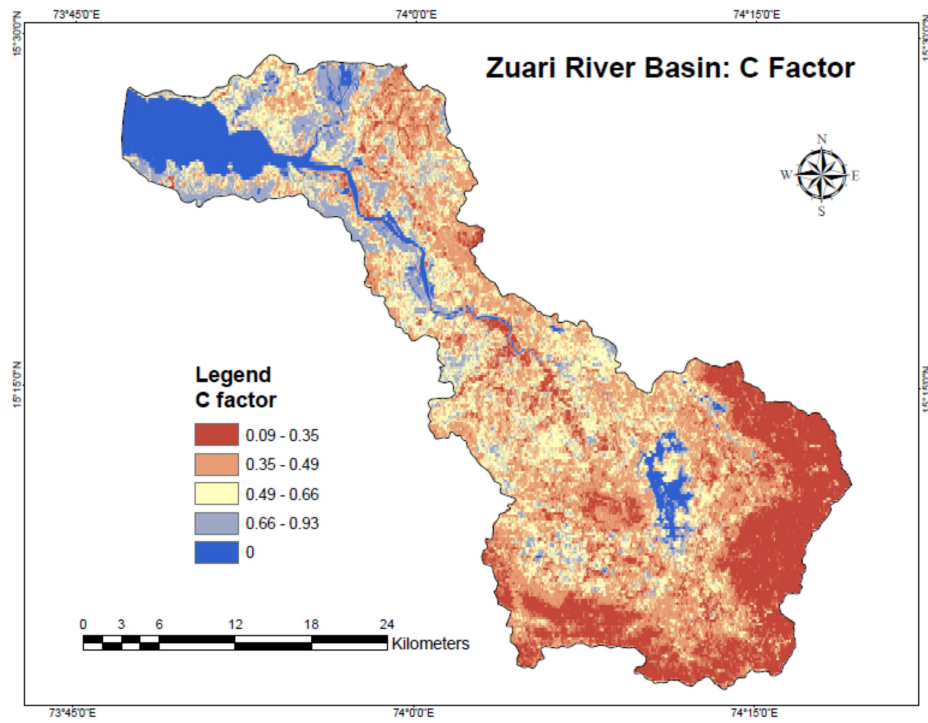 73°45'0"E 74°0'0"E 74°15'0"E
15°30'0"N
Zuari River Basin: C Factor
N
W E
S
15°15'0"N
Legend
C factor
0.09 - 0.35
0.35 - 0.49
0.49 - 0.66
0.66 - 0.93
0
0 3 6 12 18 24
Kilometers
73°45'0"E 74°0'0"E 74°15'0"E